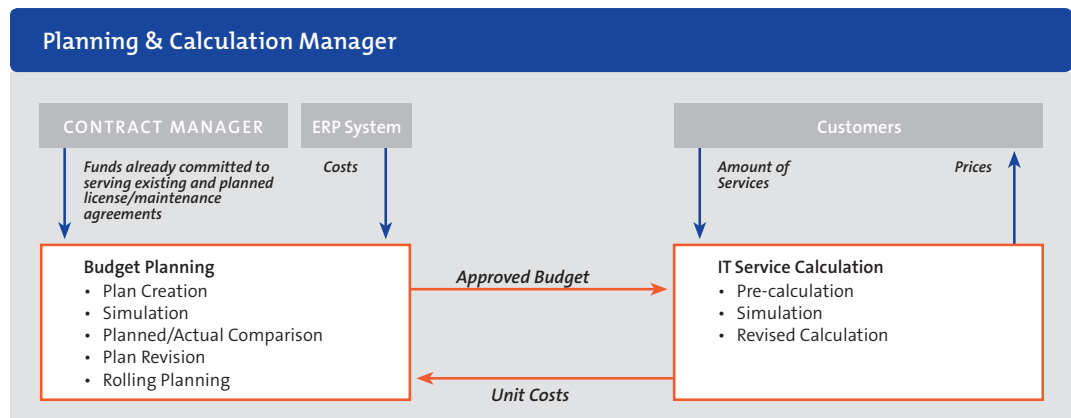 Planning & Calculation Manager
CONTRACT MANAGER
ERP System
Customers
Funds already committed to
serving existing and planned
license/maintenance
agreements
Costs
Amount of
Services
Prices
Budget Planning
• Plan Creation
• Simulation
• Planned/Actual Comparison
• Plan Revision
• Rolling Planning
Approved Budget
Unit Costs
IT Service Calculation
• Pre-calculation
• Simulation
• Revised Calculation